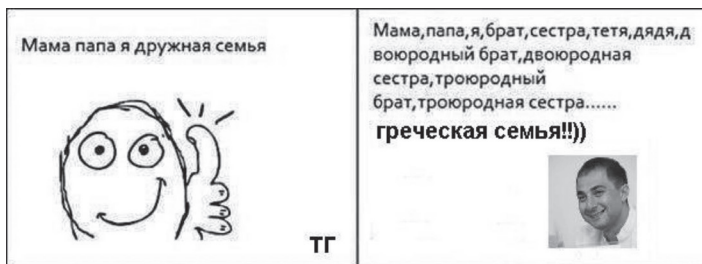 Мама папа я дружная семья
ТГ
Мама,папа,я,брат,сестра,тетя,дядя,д
воюродный брат,двоюродная
сестра,троюродный
брат,троюродная сестра......
греческая семья!!))